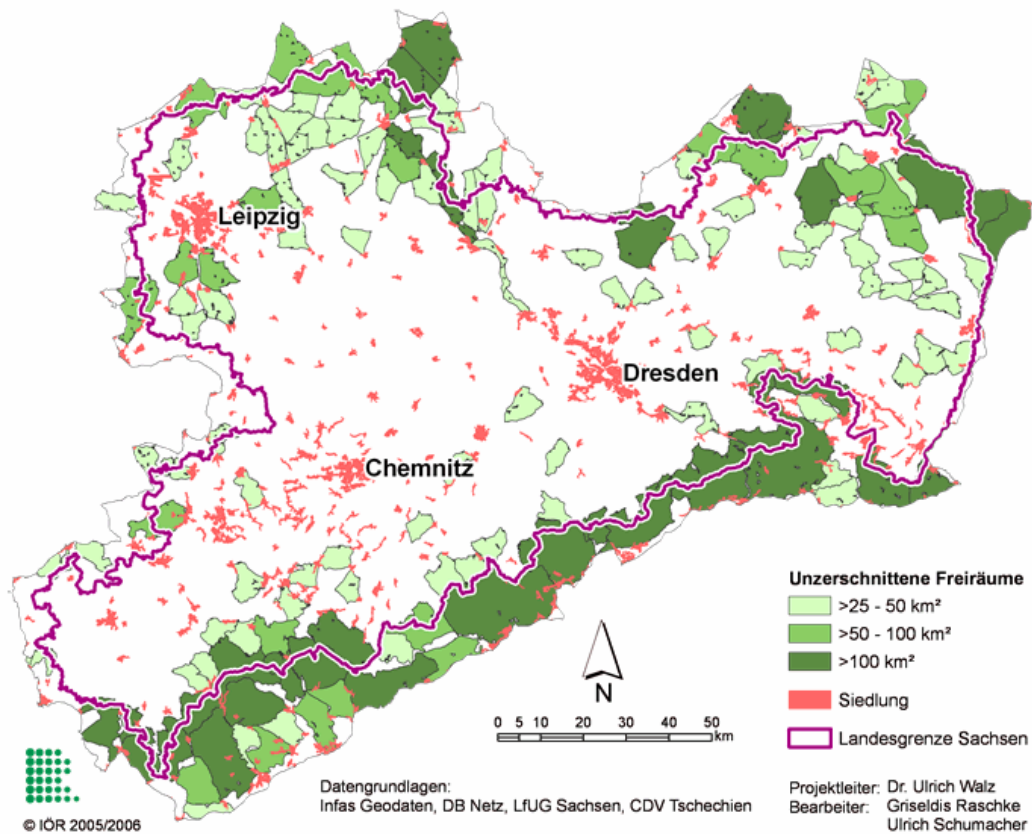 Leipzig
Dresden
Chemnitz
Unzerschnittene Freiräume
>25 - 50 km²
>50 - 100 km²
>100 km²
Siedlung
Landesgrenze Sachsen
N
0 5 10 20 30 40 50
km
Datengrundlagen:
Infas Geodaten, DB Netz, LfUG Sachsen, CDV Tschechien
Projektleiter: Dr. Ulrich Walz
Bearbeiter: Griseldis Raschke
Ulrich Schumacher
© IÖR 2005/2006